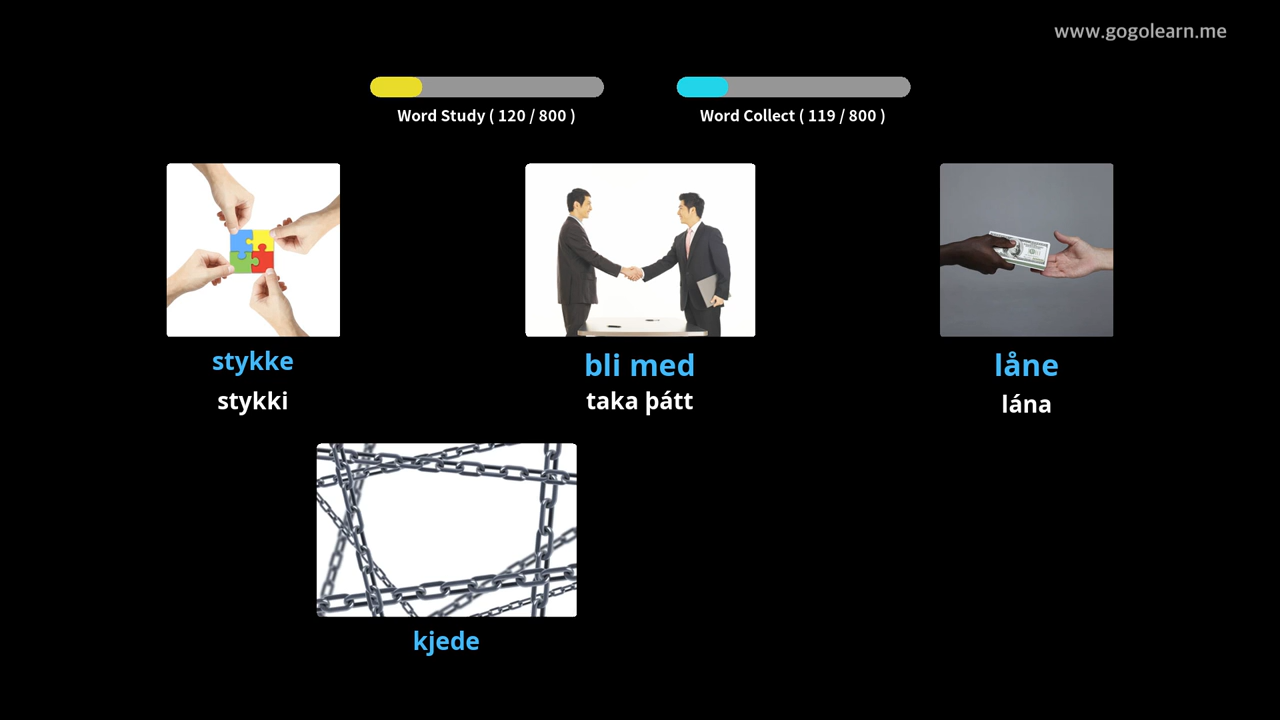 www.gogolearn.me
Word Study ( 120 / 800 )
Word Collect ( 119 / 800 )
stykke
bli med
låne
stykki
taka þátt
lána
kjede